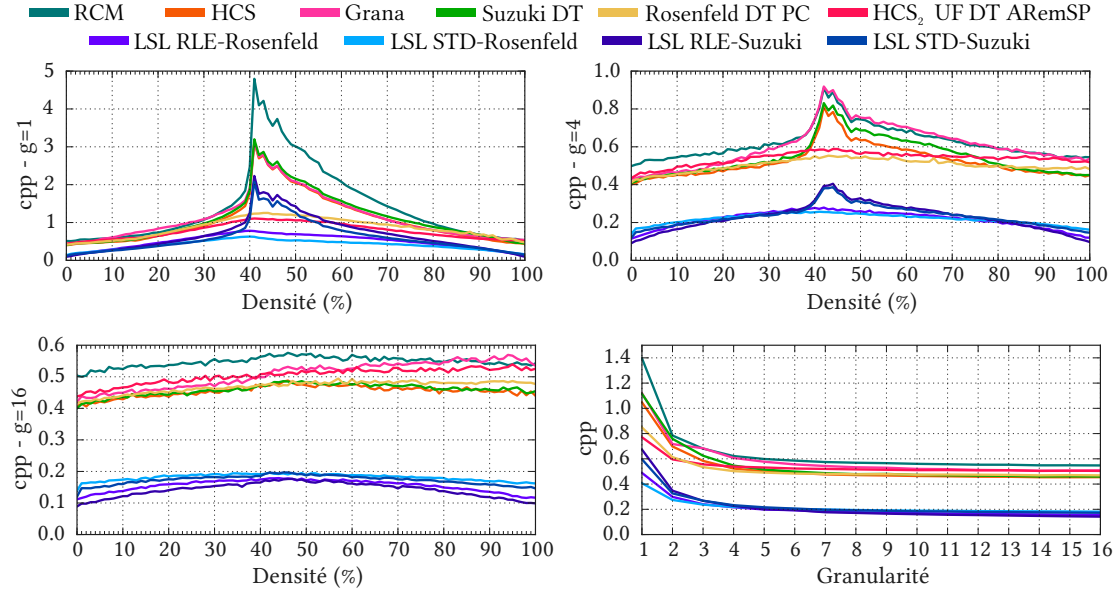 RCM HCS Grana Suzuki DT Rosenfeld DT PC HCS₂ UF DT ARemSP
LSL RLE-Rosenfeld LSL STD-Rosenfeld LSL RLE-Suzuki LSL STD-Suzuki
cpp - g=1
5
4
3
2
1
0
0 10 20 30 40 50 60 70 80 90 100
Densité (%)
cpp - g=4
1.0
0.8
0.6
0.4
0.2
0.0
0 10 20 30 40 50 60 70 80 90 100
Densité (%)
cpp - g=16
0.6
0.5
0.4
0.3
0.2
0.1
0.0
0 10 20 30 40 50 60 70 80 90 100
Densité (%)
cpp
1.4
1.2
1.0
0.8
0.6
0.4
0.2
0.0
1 2 3 4 5 6 7 8 9 10 11 12 13 14 15 16
Granularité